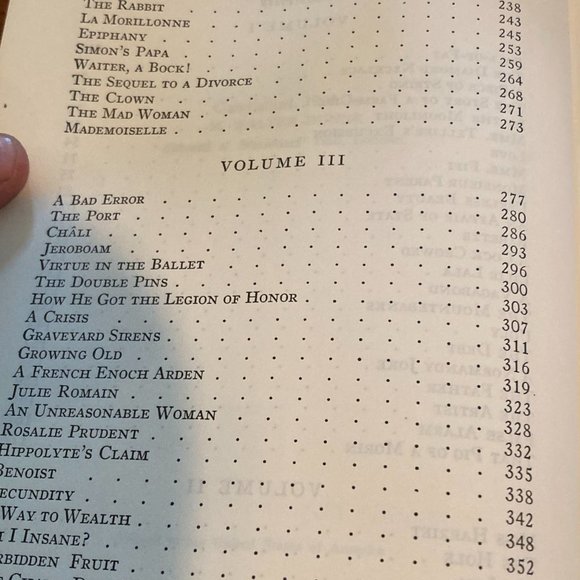 The Rabbit 238
La Morillonne 243
Epiphany 245
Simon's Papa 253
Waiter, a Bock! 259
The Sequel to a Divorce 264
The Clown 268
The Mad Woman 271
Mademoiselle 273
VOLUME III
A Bad Error 277
The Port 280
Châli 286
Jeroboam 293
Virtue in the Ballet 296
The Double Pins 300
How He Got the Legion of Honor 303
A Crisis 307
Graveyard Sirens 311
Growing Old 316
A French Enoch Arden 319
Julie Romain 323
An Unreasonable Woman 328
Rosalie Prudent 332
Hippolyte's Claim 335
Benoist 338
ecundity 342
Way to Wealth 348
I Insane? 352
rbidden Fruit